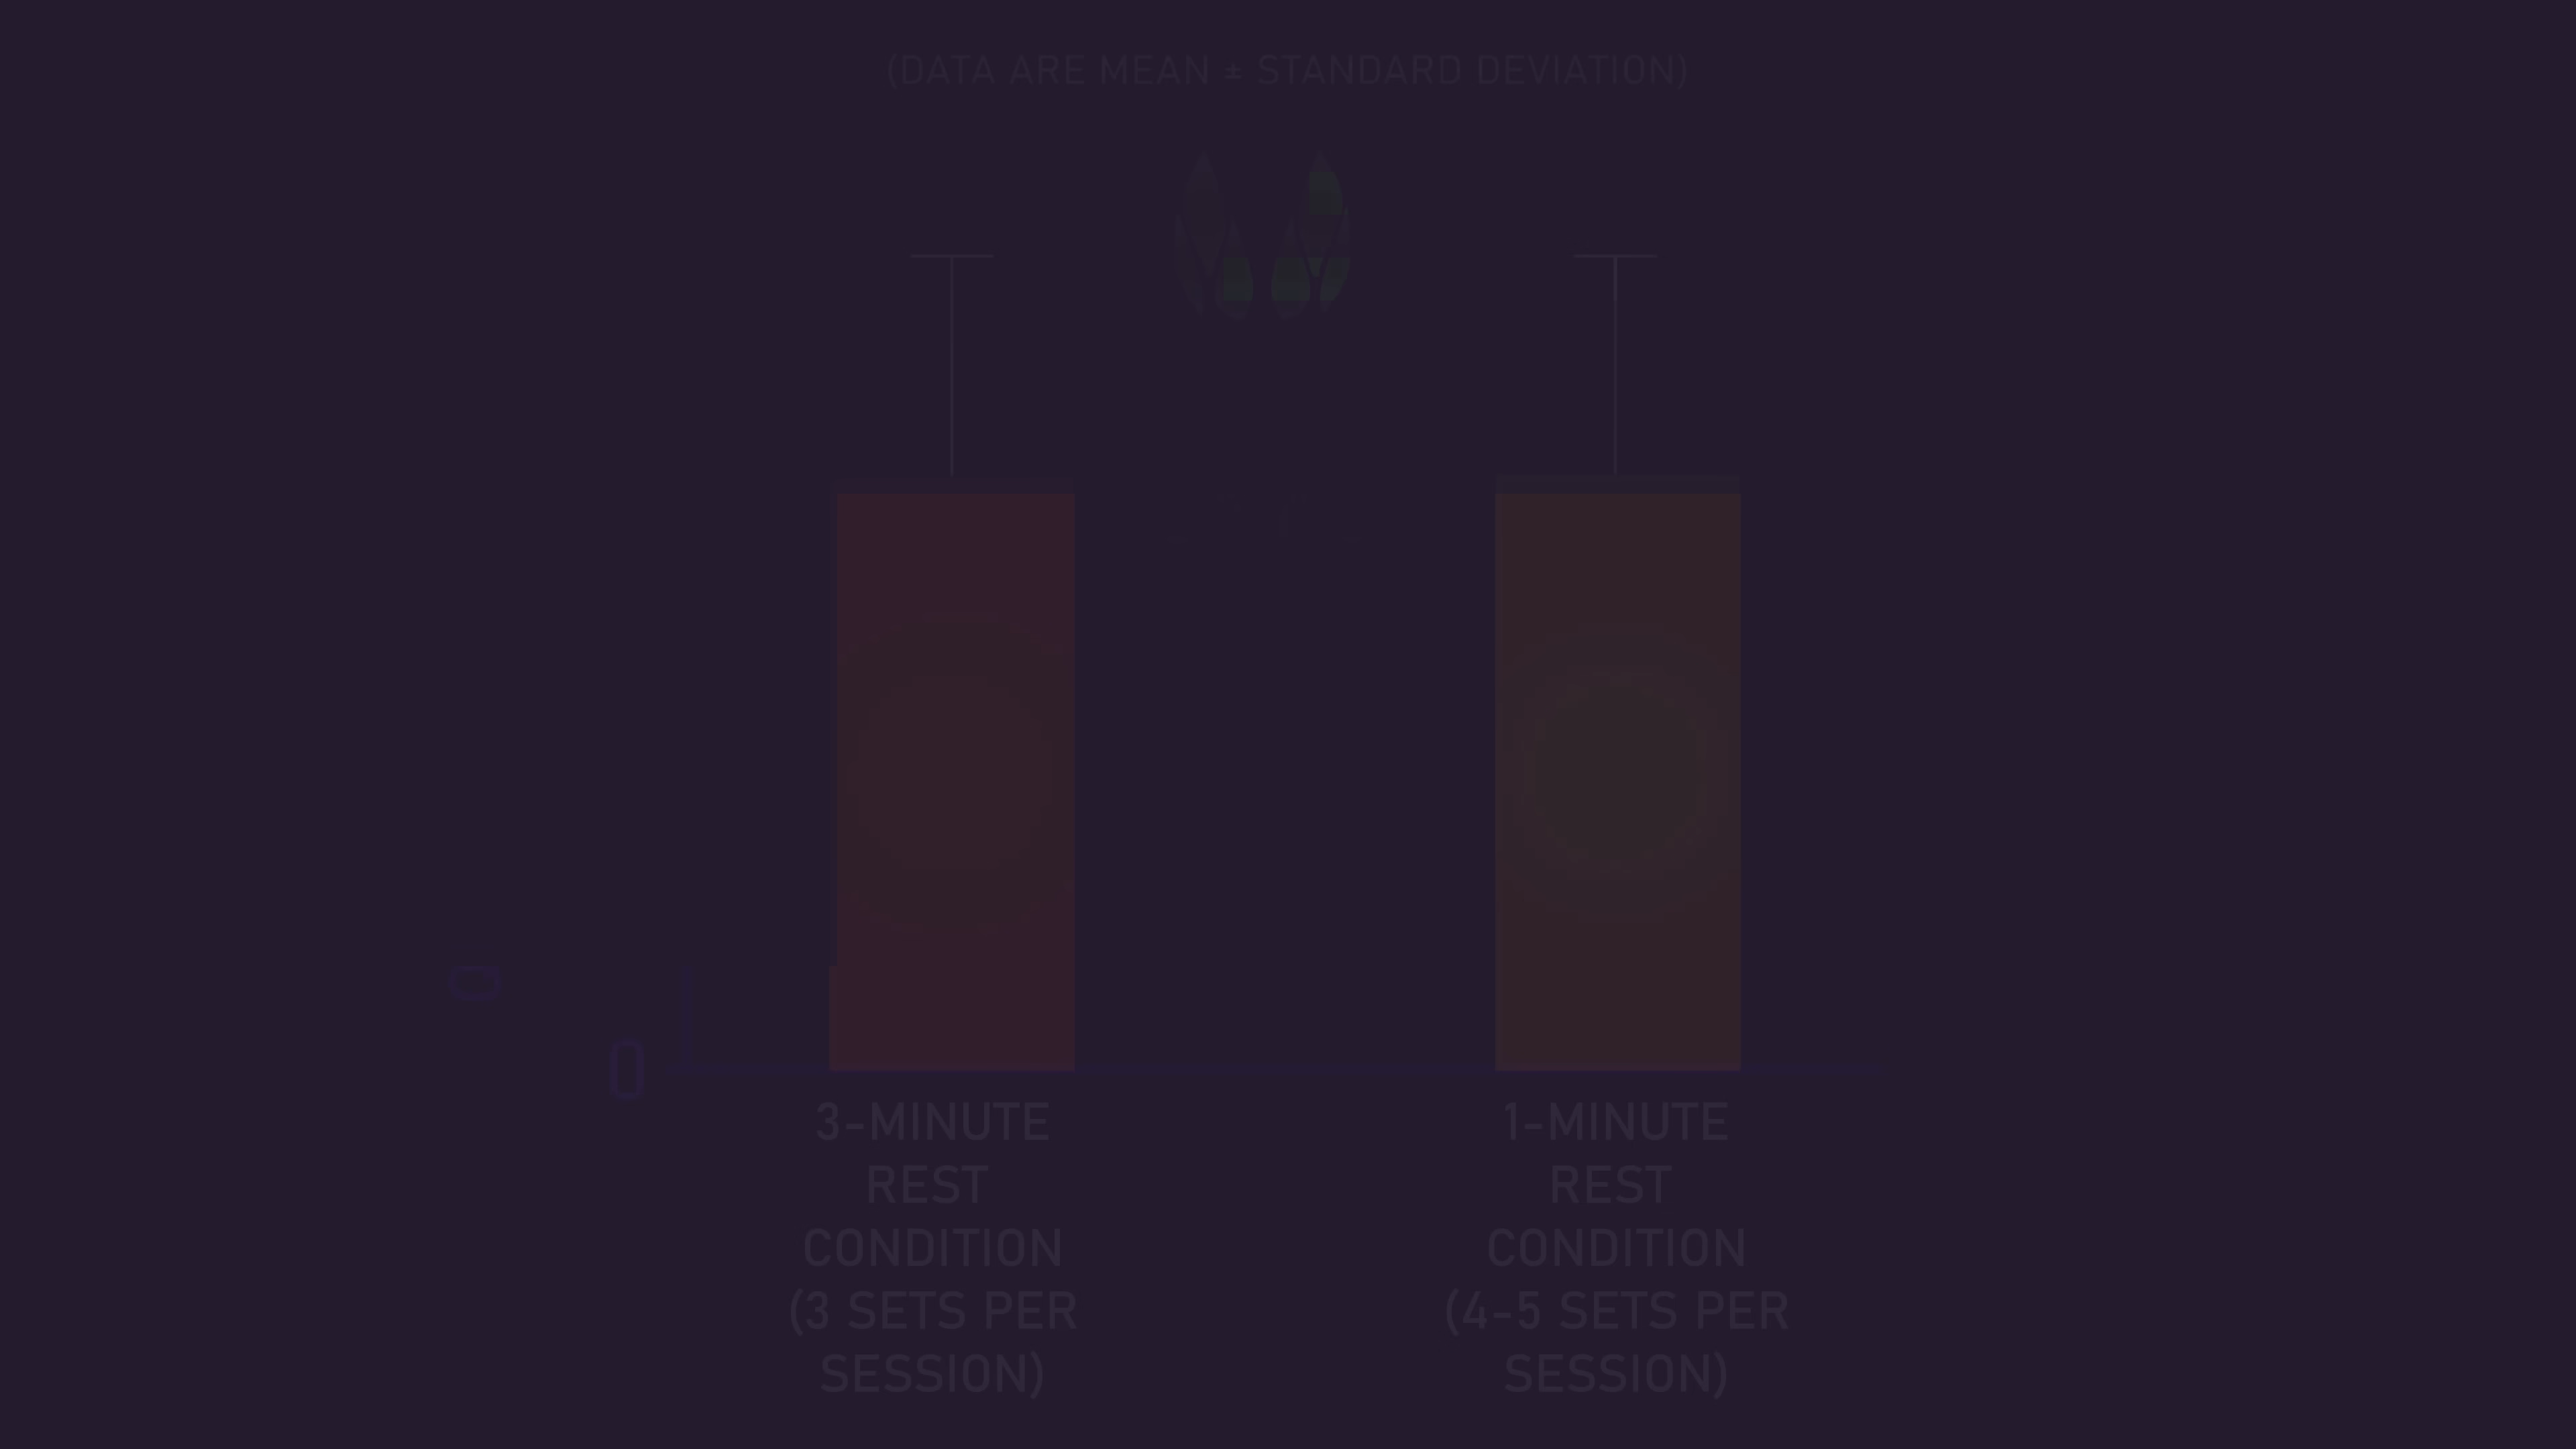 (DATA ARE MEAN ± STANDARD DEVIATION)
0
0
3-MINUTE
REST
CONDITION
(3 SETS PER
SESSION)
1-MINUTE
REST
CONDITION
(4-5 SETS PER
SESSION)